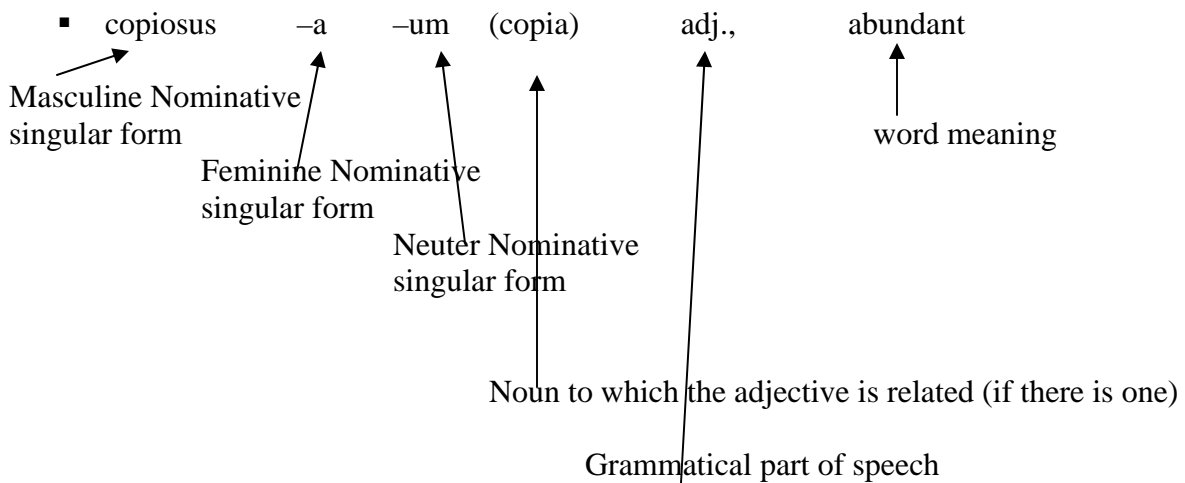 ▪ copiosus –a –um (copia) adj., abundant
Masculine Nominative
singular form
word meaning
Feminine Nominative
singular form
Neuter Nominative
singular form
Noun to which the adjective is related (if there is one)
Grammatical part of speech